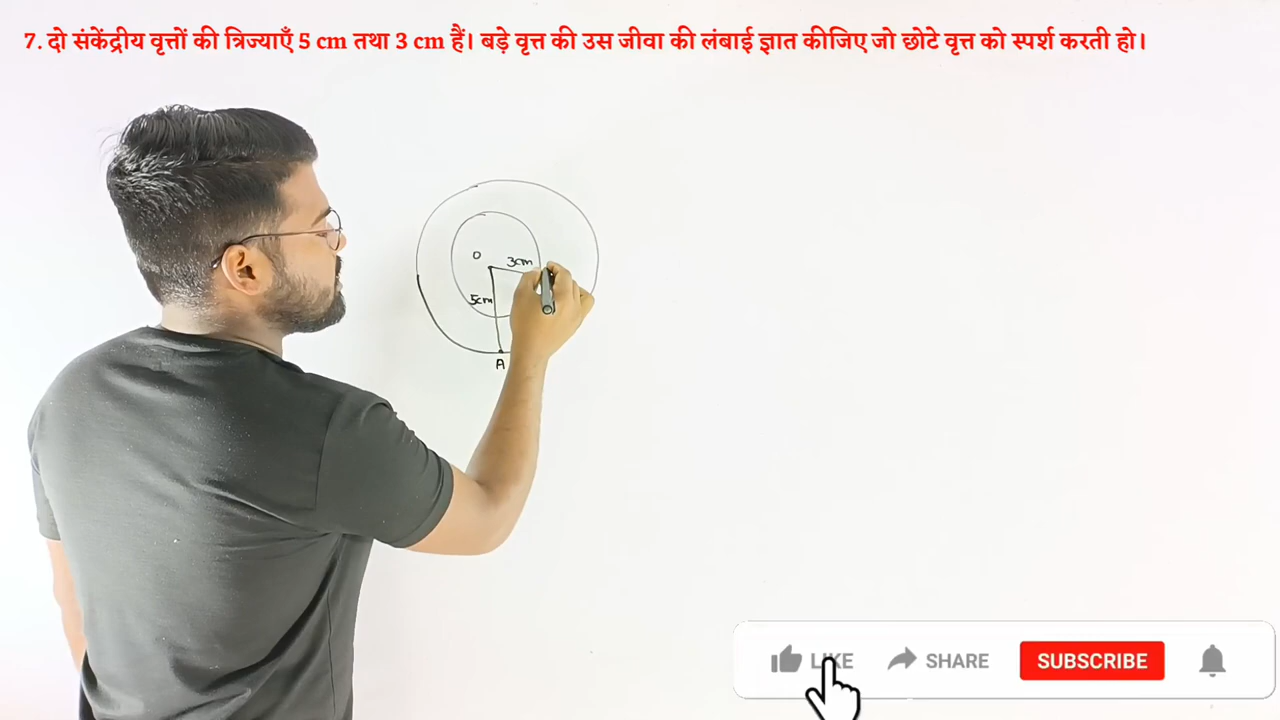 7. दो संकेंद्रीय वृत्तों की त्रिज्याएँ 5 cm तथा 3 cm हैं। बड़े वृत्त की उस जीवा की लंबाई ज्ञात कीजिए जो छोटे वृत्त को स्पर्श करती हो।
O
3cm
5cm
A
LIKE
SHARE
SUBSCRIBE